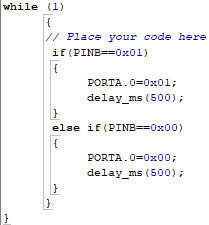 while (1)
{
// Place your code here
if(PINB==0x01)
{
PORTA.0=0x01;
delay_ms(500);
}
else if(PINB==0x00)
{
PORTA.0=0x00;
delay_ms(500);
}
}
}